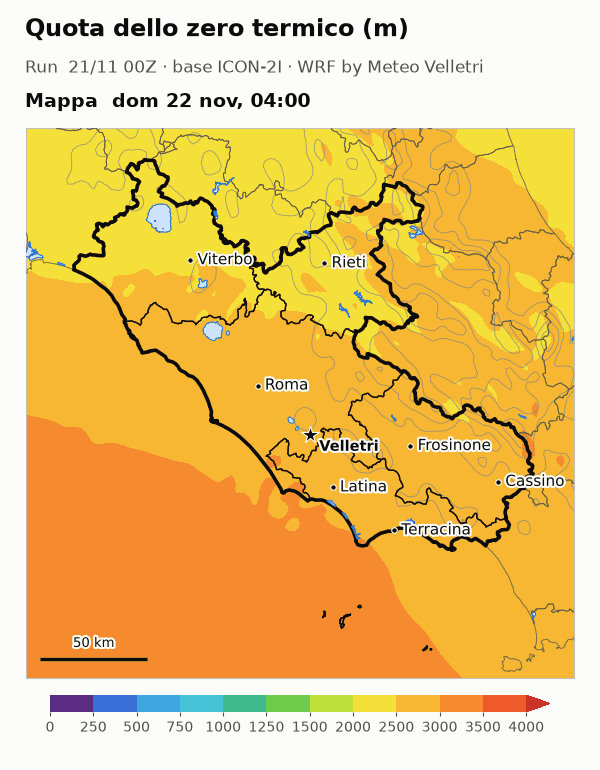 Quota dello zero termico (m)
Run 21/11 00Z · base ICON-2I · WRF by Meteo Velletri
Mappa dom 22 nov, 04:00
Viterbo
Rieti
Roma
Velletri
Frosinone
Cassino
Latina
Terracina
50 km
0 250 500 750 1000 1250 1500 2000 2500 3000 3500 4000